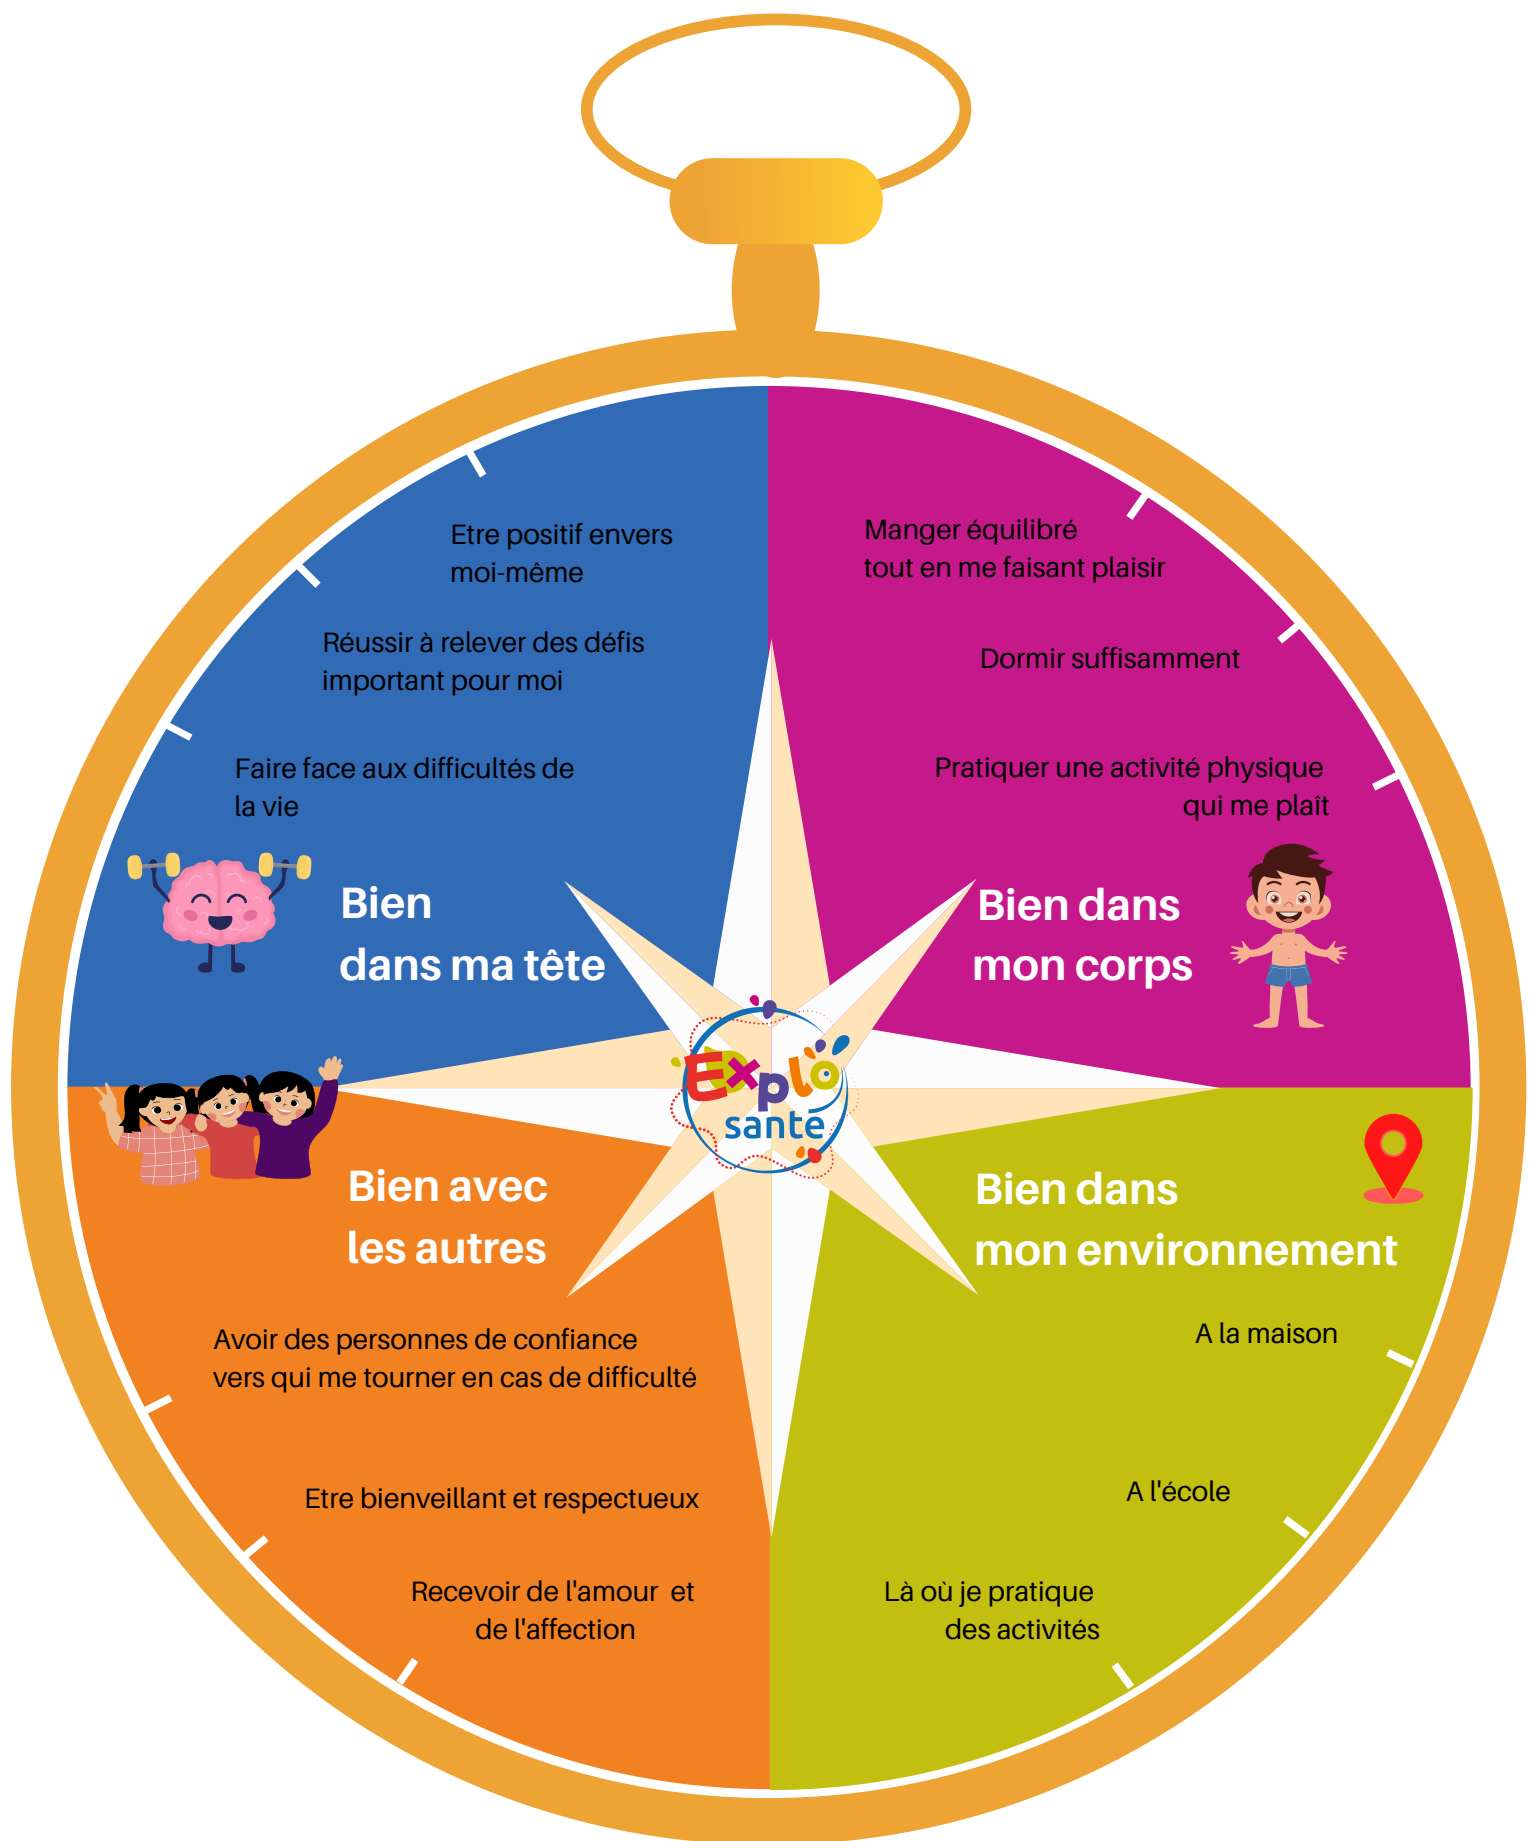 Etre positif envers
moi-même
Réussir à relever des défis
important pour moi
Faire face aux difficultés de
la vie
Bien
dans ma tête
Manger équilibré
tout en me faisant plaisir
Dormir suffisamment
Pratiquer une activité physique
qui me plaît
Bien dans
mon corps
Explo
santé
Bien avec
les autres
Avoir des personnes de confiance
vers qui me tourner en cas de difficulté
Etre bienveillant et respectueux
Recevoir de l'amour et
de l'affection
Bien dans
mon environnement
A la maison
A l'école
Là où je pratique
des activités